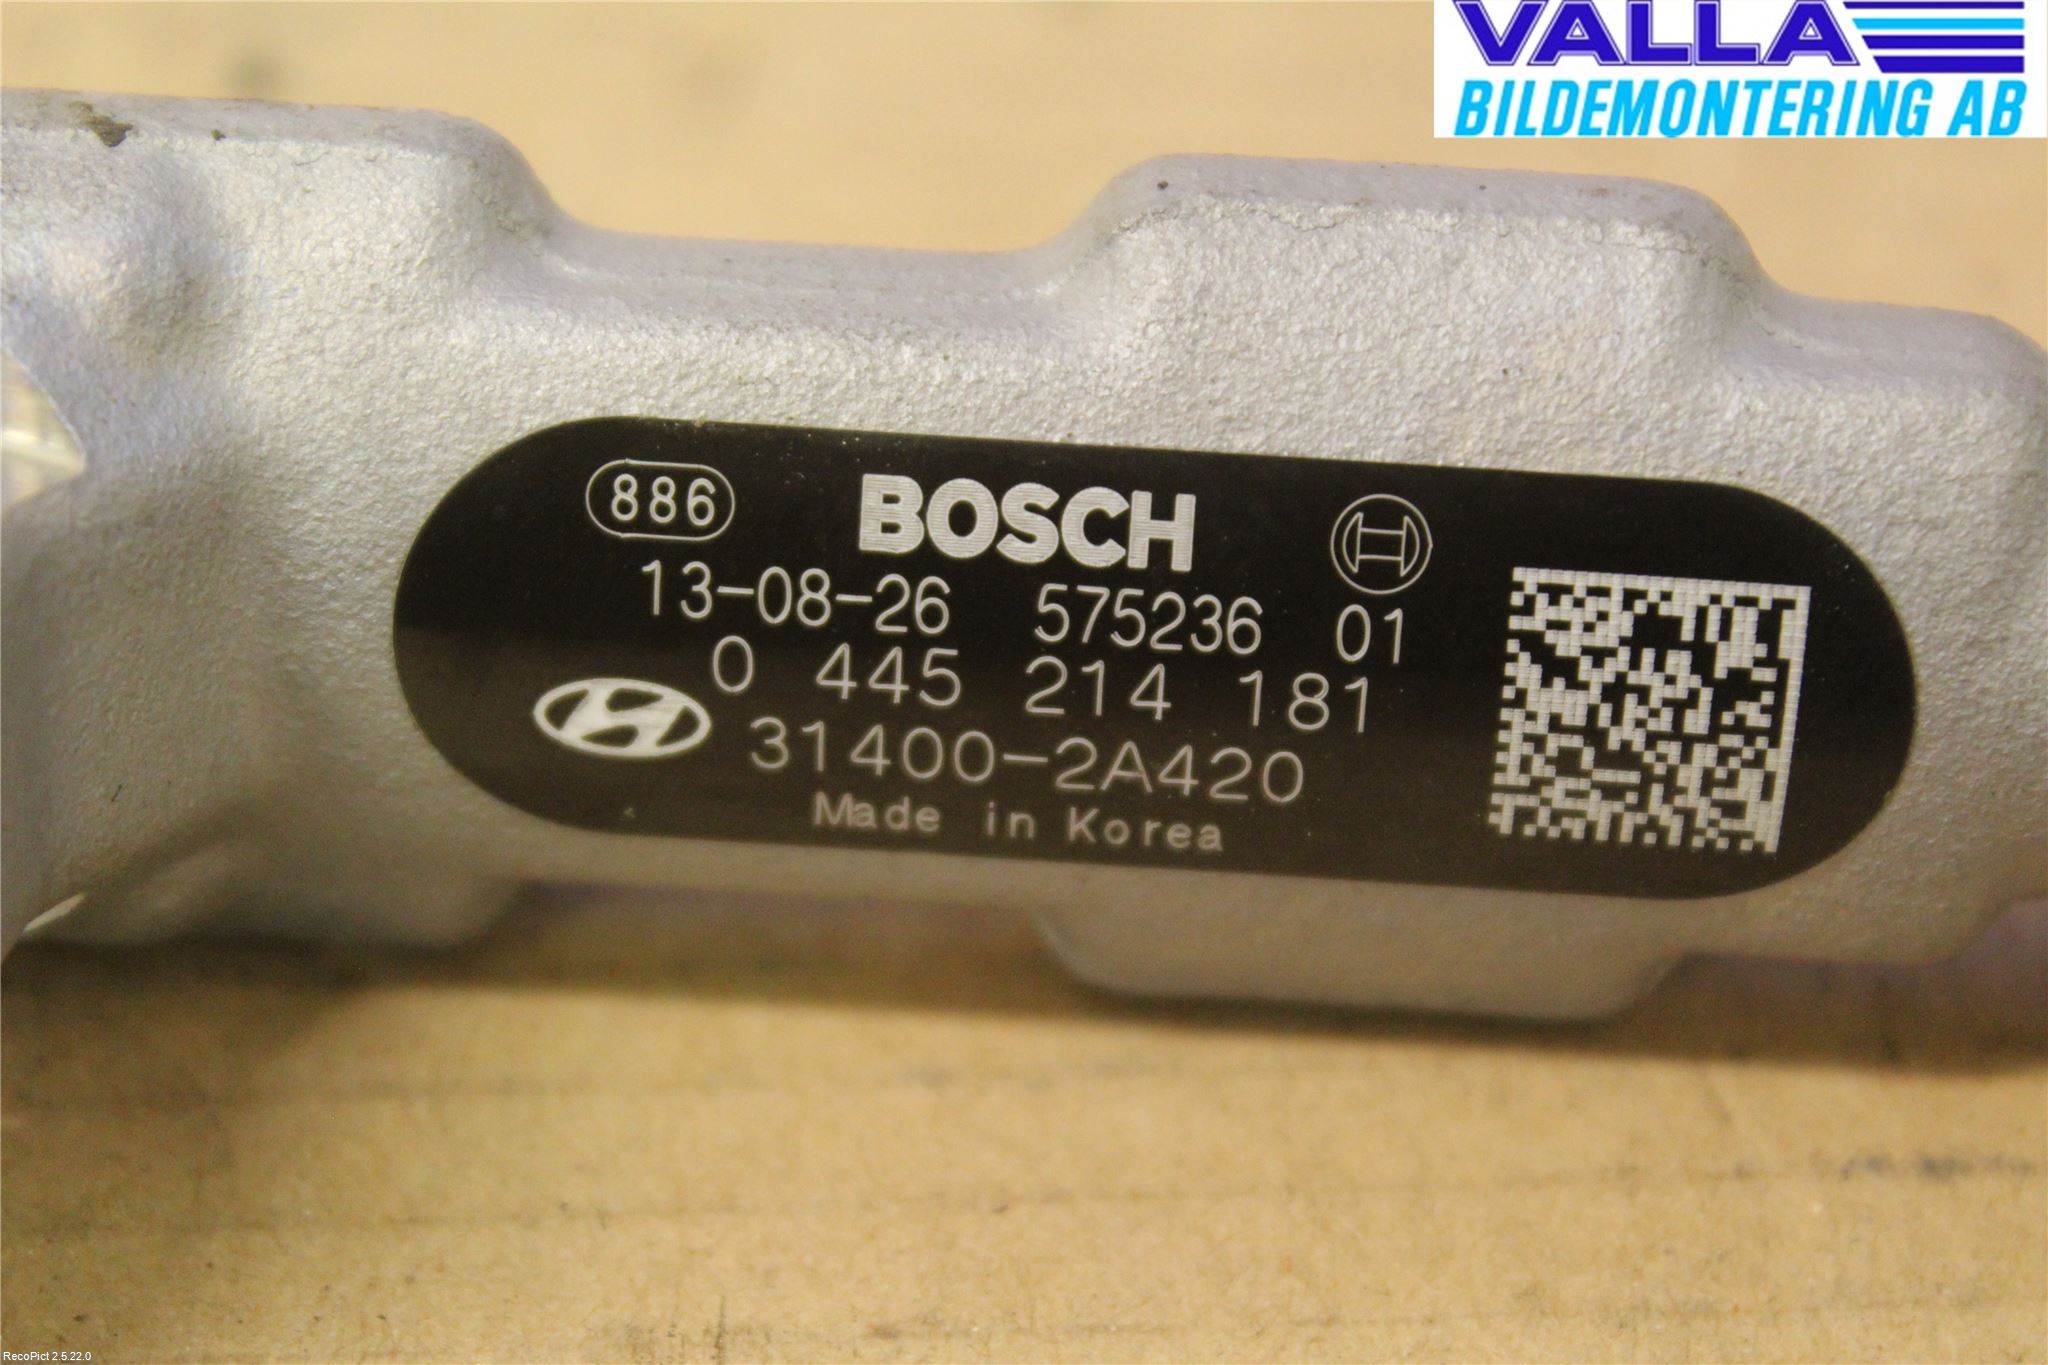 VALLA
BILDEMONTERING AB
886 BOSCH
13-08-26 575236 01
0 445 214 181
31400-2A420
Made in Korea
RecoPict 2.5.22.0